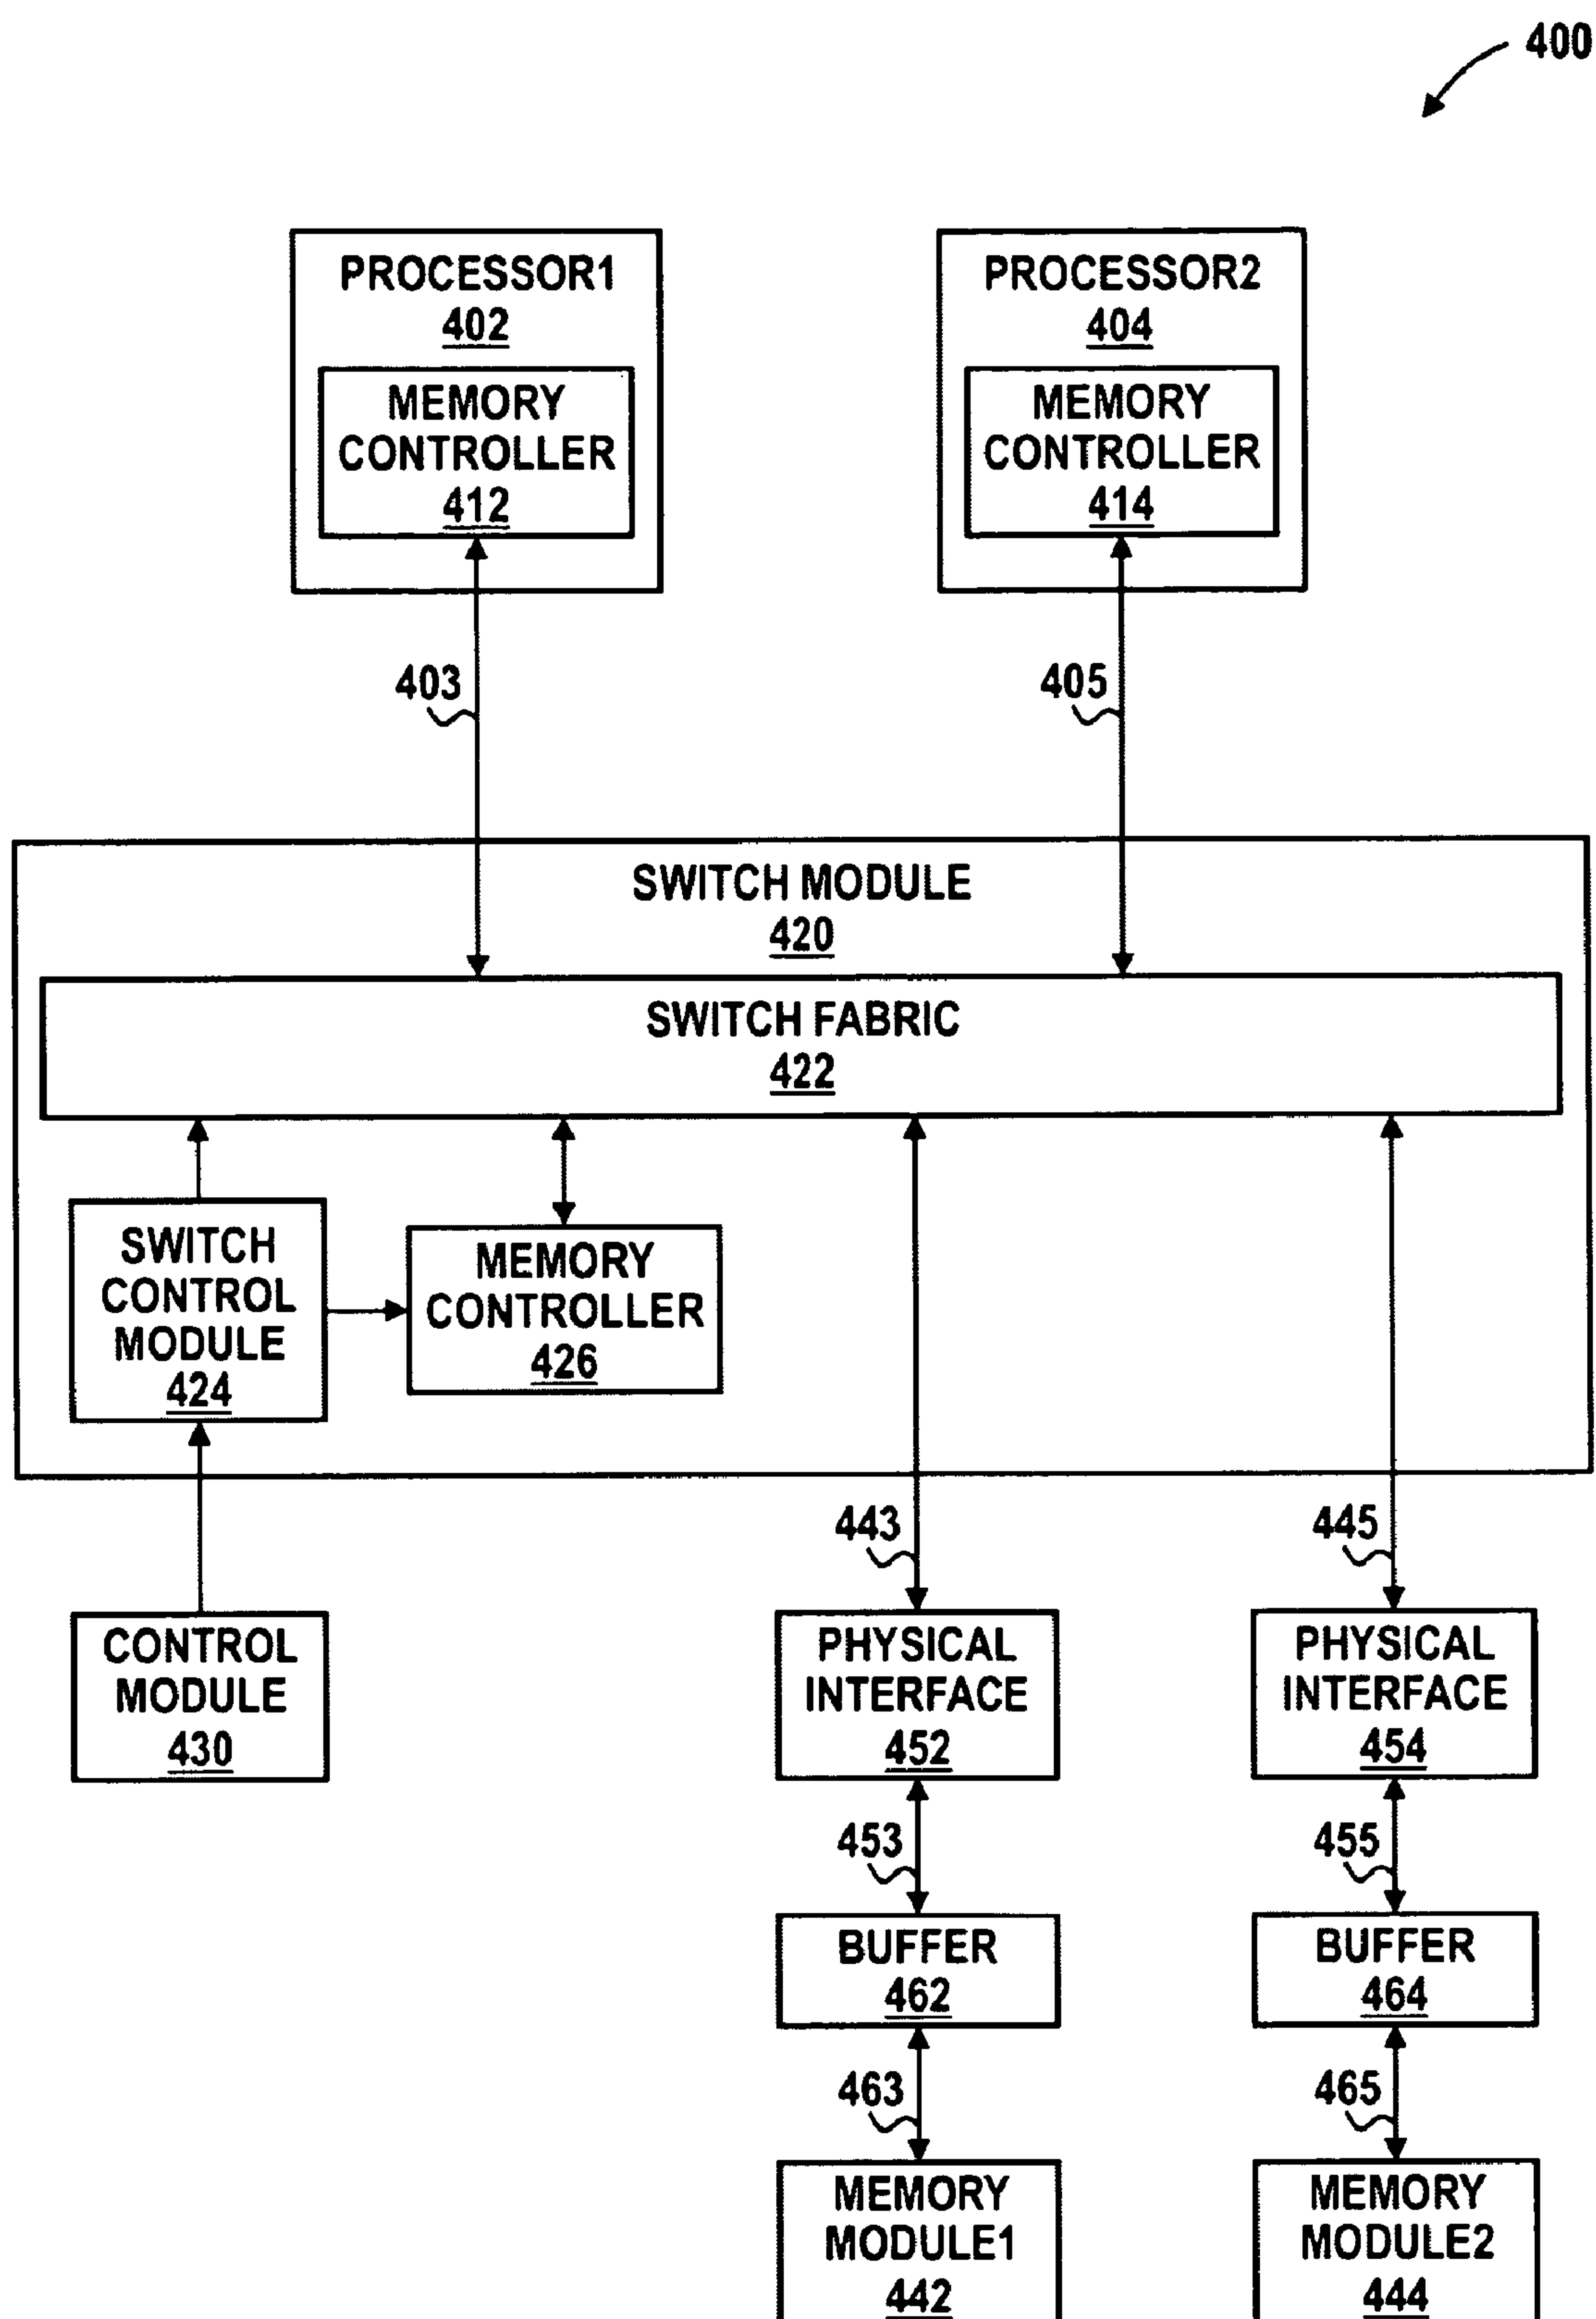 400
PROCESSOR1
402
MEMORY
CONTROLLER
412
PROCESSOR2
404
MEMORY
CONTROLLER
414
403
405
SWITCH MODULE
420
SWITCH FABRIC
422
SWITCH
CONTROL
MODULE
424
MEMORY
CONTROLLER
426
443
445
CONTROL
MODULE
430
PHYSICAL
INTERFACE
452
PHYSICAL
INTERFACE
454
453
455
BUFFER
462
BUFFER
464
463
465
MEMORY
MODULE1
442
MEMORY
MODULE2
444